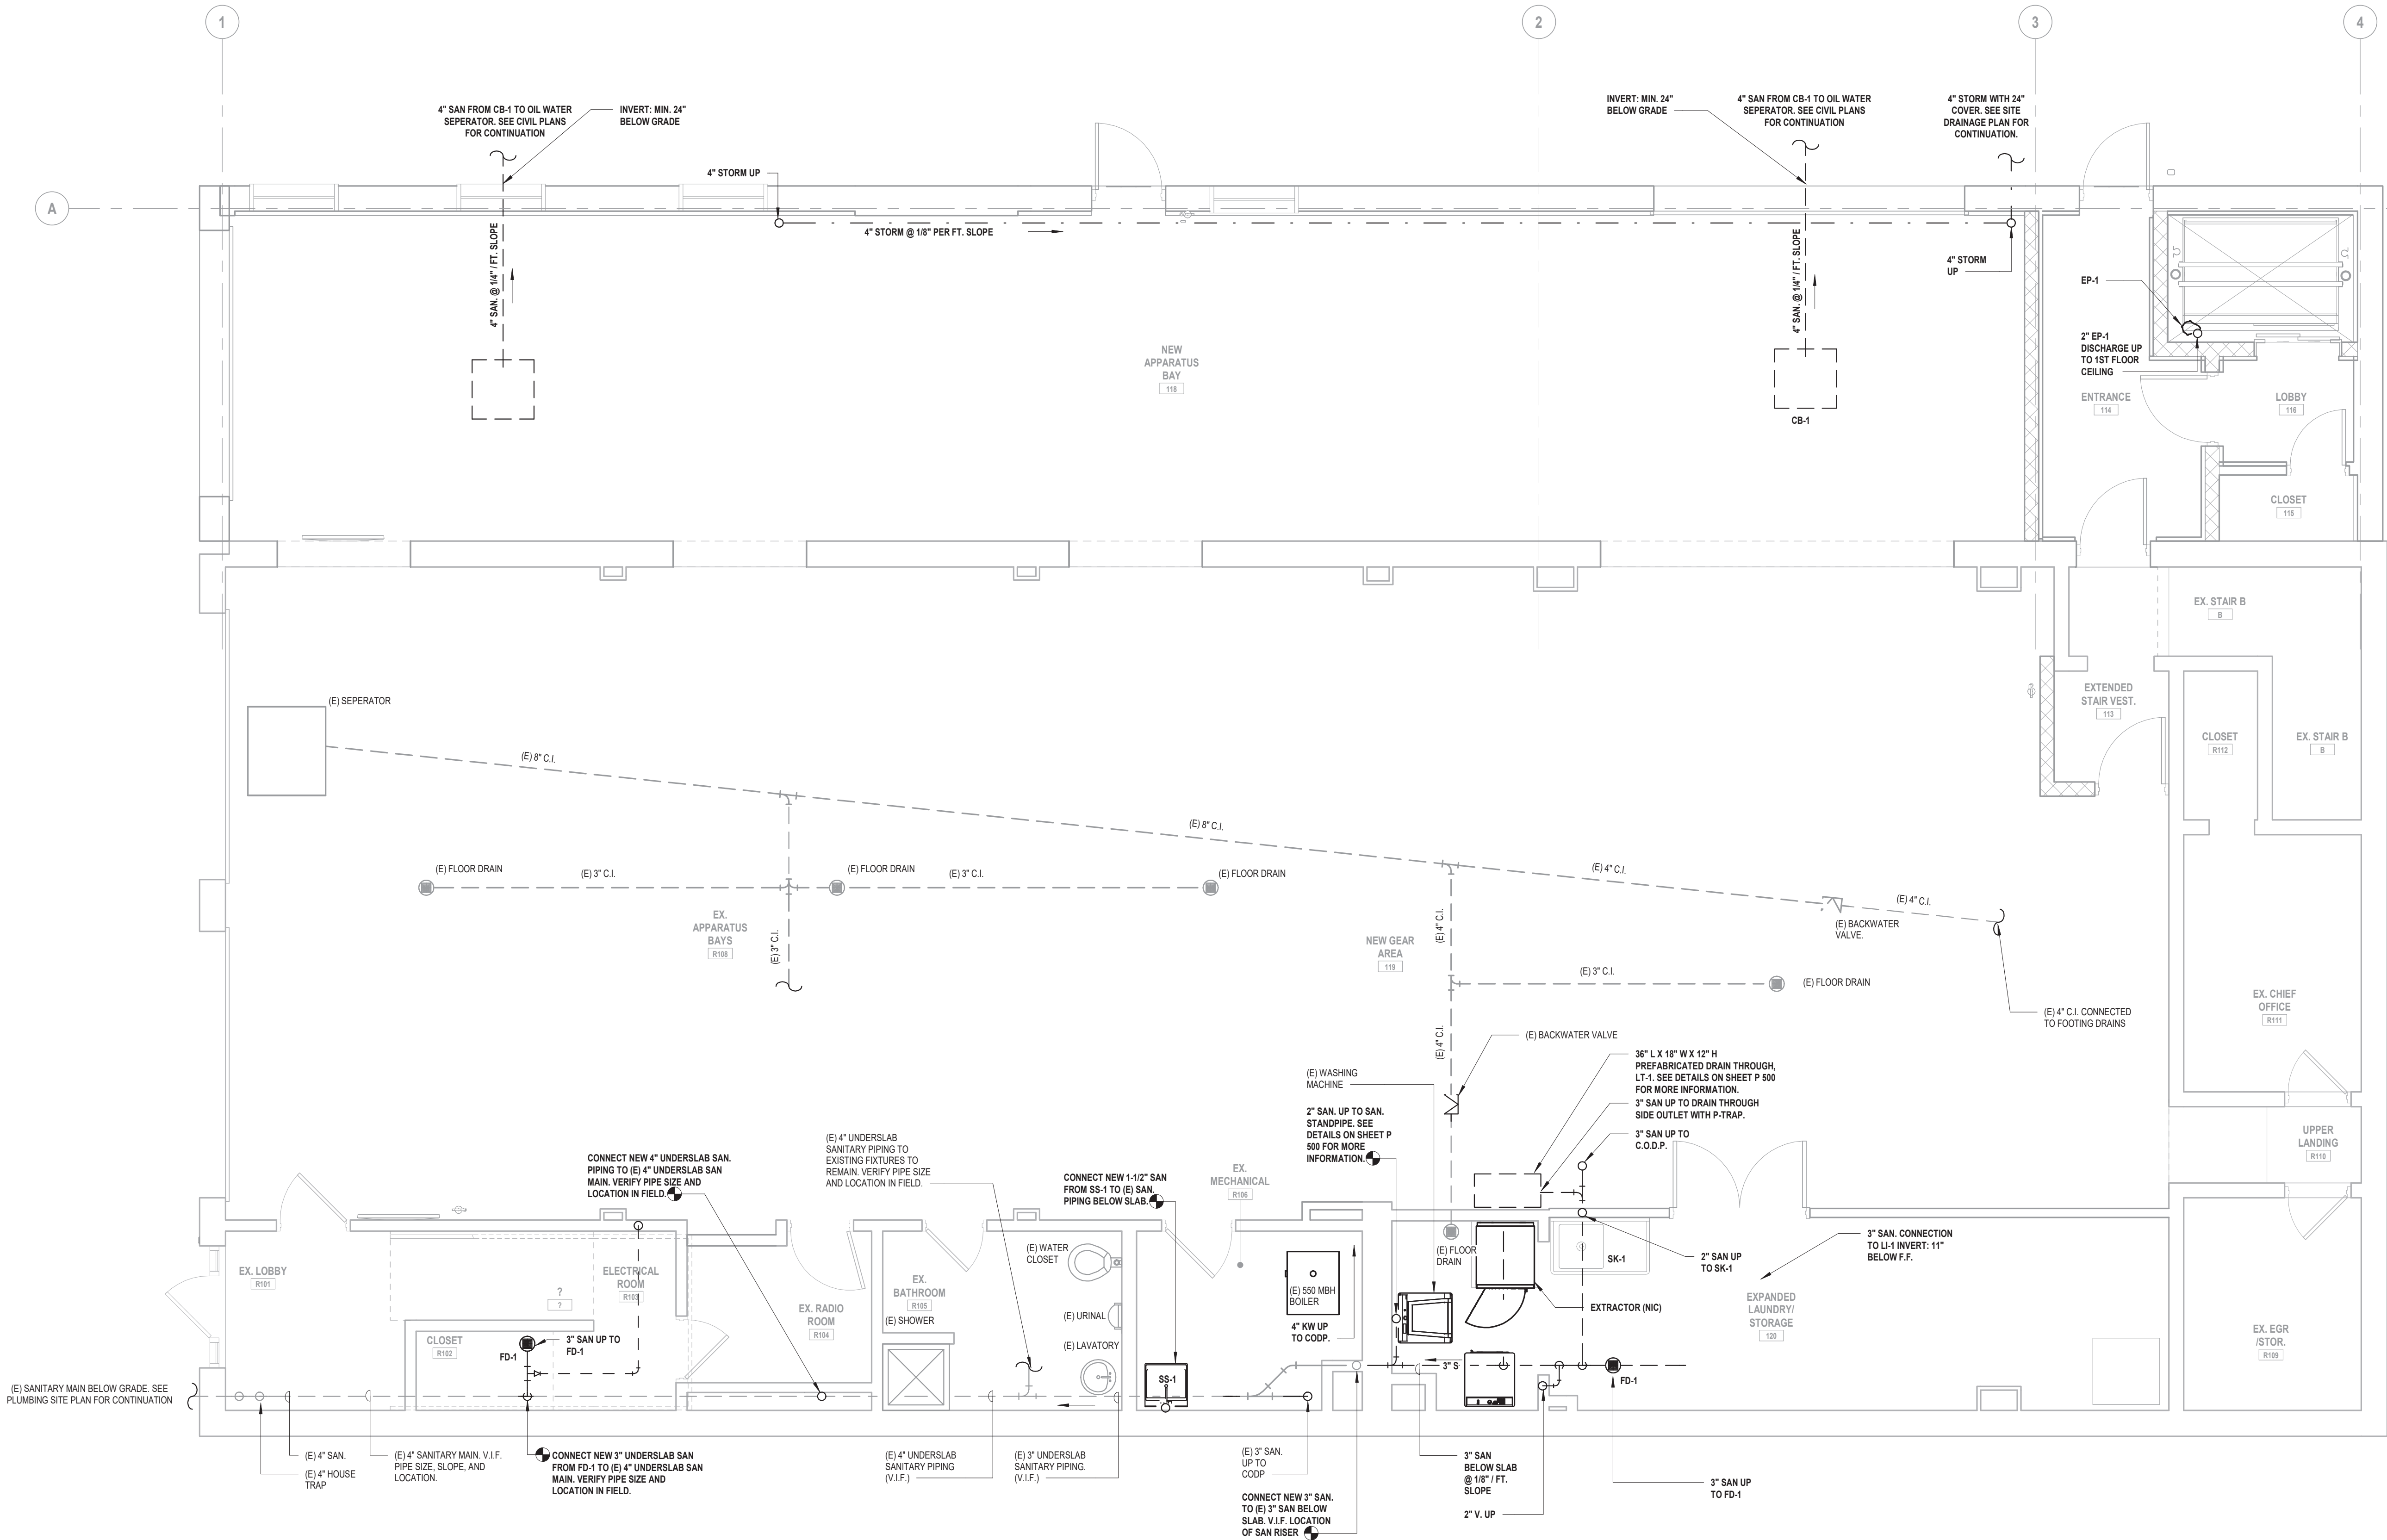 1
2
3
4
A
4" SAN FROM CB-1 TO OIL WATER
SEPERATOR. SEE CIVIL PLANS
FOR CONTINUATION
INVERT: MIN. 24"
BELOW GRADE
INVERT: MIN. 24"
BELOW GRADE
4" SAN FROM CB-1 TO OIL WATER
SEPERATOR. SEE CIVIL PLANS
FOR CONTINUATION
4" STORM WITH 24"
COVER. SEE SITE
DRAINAGE PLAN FOR
CONTINUATION.
4" STORM UP
4" STORM @ 1/8" PER FT. SLOPE
4" SAN. @ 1/4" / FT. SLOPE
4" SAN. @ 1/4" / FT. SLOPE
4" STORM
UP
EP-1
2" EP-1
DISCHARGE UP
TO 1ST FLOOR
CEILING
NEW
APPARATUS
BAY
118
CB-1
ENTRANCE
114
LOBBY
116
CLOSET
115
EX. STAIR B
B
EXTENDED
STAIR VEST.
113
CLOSET
R112
EX. STAIR B
B
(E) SEPERATOR
(E) 8" C.I.
(E) 8" C.I.
(E) 4" C.I.
(E) 4" C.I.
(E) FLOOR DRAIN
(E) 3" C.I.
(E) FLOOR DRAIN
(E) 3" C.I.
(E) FLOOR DRAIN
(E) BACKWATER
VALVE.
EX.
APPARATUS
BAYS
R108
(E) 3" C.I.
NEW GEAR
AREA
119
(E) 4" C.I.
(E) 3" C.I.
(E) FLOOR DRAIN
(E) 4" C.I. CONNECTED
TO FOOTING DRAINS
EX. CHIEF
OFFICE
R111
(E) 4" C.I.
(E) BACKWATER VALVE
36" L X 18" W X 12" H
PREFABRICATED DRAIN THROUGH,
LT-1. SEE DETAILS ON SHEET P 500
FOR MORE INFORMATION.
3" SAN UP TO DRAIN THROUGH
SIDE OUTLET WITH P-TRAP.
3" SAN UP TO
C.O.D.P.
(E) WASHING
MACHINE
2" SAN. UP TO SAN.
STANDPIPE. SEE
DETAILS ON SHEET P
500 FOR MORE
INFORMATION.
UPPER
LANDING
R110
CONNECT NEW 4" UNDERSLAB SAN.
PIPING TO (E) 4" UNDERSLAB SAN
MAIN. VERIFY PIPE SIZE AND
LOCATION IN FIELD.
(E) 4" UNDERSLAB
SANITARY PIPING TO
EXISTING FIXTURES TO
REMAIN. VERIFY PIPE SIZE
AND LOCATION IN FIELD.
CONNECT NEW 1-1/2" SAN
FROM SS-1 TO (E) SAN.
PIPING BELOW SLAB.
EX.
MECHANICAL
R106
EX. LOBBY
R101
?
?
ELECTRICAL
ROOM
R103
EX. RADIO
ROOM
R104
EX.
BATHROOM
R105
(E) SHOWER
(E) WATER
CLOSET
(E) URINAL
(E) LAVATORY
(E) 550 MBH
BOILER
4" KW UP
TO CODP.
(E) FLOOR
DRAIN
SK-1
2" SAN UP
TO SK-1
3" SAN. CONNECTION
TO LI-1 INVERT: 11"
BELOW F.F.
EXTRACTOR (NIC)
EXPANDED
LAUNDRY/
STORAGE
120
EX. EGR
/STOR.
R109
CLOSET
R102
FD-1
3" SAN UP TO
FD-1
SS-1
3" S
FD-1
(E) SANITARY MAIN BELOW GRADE. SEE
PLUMBING SITE PLAN FOR CONTINUATION
(E) 4" SAN.
(E) 4" HOUSE
TRAP
(E) 4" SANITARY MAIN. V.I.F.
PIPE SIZE, SLOPE, AND
LOCATION.
CONNECT NEW 3" UNDERSLAB SAN
FROM FD-1 TO (E) 4" UNDERSLAB SAN
MAIN. VERIFY PIPE SIZE AND
LOCATION IN FIELD.
(E) 4" UNDERSLAB
SANITARY PIPING
(V.I.F.)
(E) 3" UNDERSLAB
SANITARY PIPING.
(V.I.F.)
(E) 3" SAN.
UP TO
CODP
CONNECT NEW 3" SAN.
TO (E) 3" SAN BELOW
SLAB. V.I.F. LOCATION
OF SAN RISER
3" SAN
BELOW SLAB
@ 1/8" / FT.
SLOPE
2" V. UP
3" SAN UP
TO FD-1